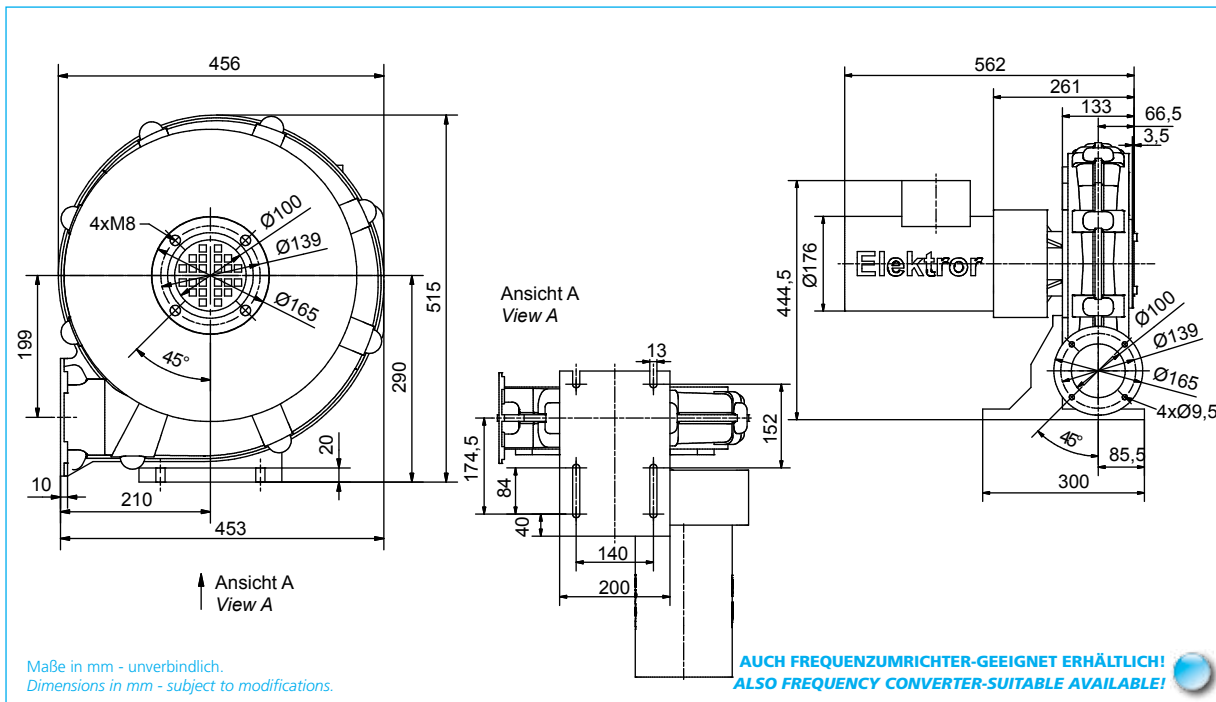 456
4xM8
Ø100
Ø139
Ø165
45°
199
515
290
20
10
210
453
Ansicht A
View A
Ansicht A
View A
13
152
174,5
84
40
140
200
562
261
133
66,5
3,5
444,5
Ø176
Elektror
Ø100
Ø139
Ø165
4xØ9,5
45°
85,5
300
Maße in mm - unverbindlich.
Dimensions in mm - subject to modifications.
AUCH FREQUENZUMRICHTER-GEEIGNET ERHÄLTLICH!
ALSO FREQUENCY CONVERTER-SUITABLE AVAILABLE!